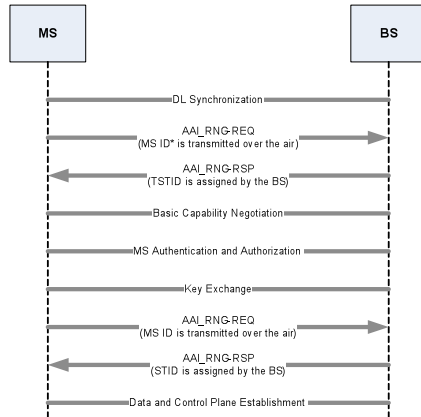 MS
BS
DL Synchronization
AAI_RNG-REQ
(MS ID* is transmitted over the air)
AAI_RNG-RSP
(TSTID is assigned by the BS)
Basic Capability Negotiation
MS Authentication and Authorization
Key Exchange
AAI_RNG-REQ
(MS ID is transmitted over the air)
AAI_RNG-RSP
(STID is assigned by the BS)
Data and Control Plane Establishment